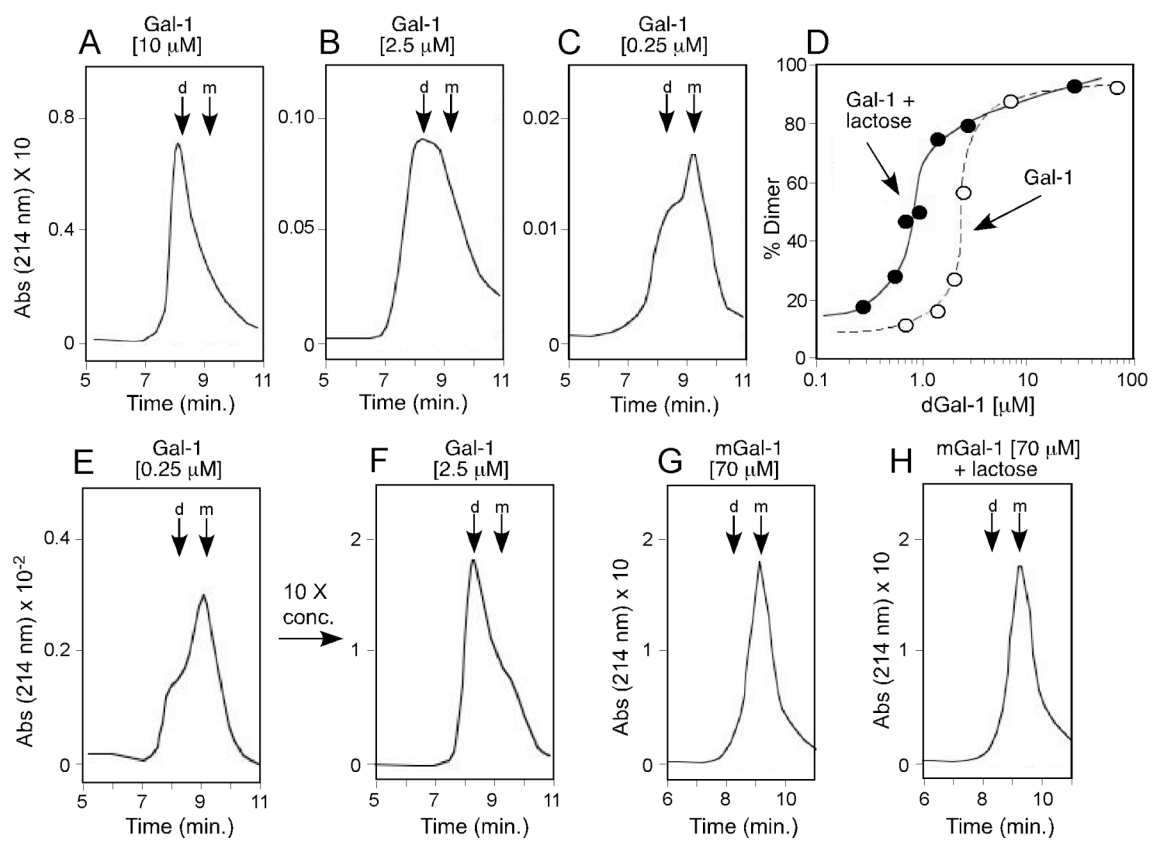 A
Gal-1
[10 μM]
d m
0.8
0.4
0
Abs (214 nm) X 10
5 7 9 11
Time (min.)
B
Gal-1
[2.5 μM]
d m
0.10
0.05
0
5 7 9 11
Time (min.)
C
Gal-1
[0.25 μM]
d m
0.02
0.01
0
5 7 9 11
Time (min.)
D
100
80
60
40
20
0
% Dimer
Gal-1 +
lactose
Gal-1
0.1 1.0 10 100
dGal-1 [μM]
E
Gal-1
[0.25 μM]
d m
0.4
0.2
0
Abs (214 nm) x 10⁻²
5 7 9 11
Time (min.)
10 X
conc.
F
Gal-1
[2.5 μM]
d m
2
1
0
Abs (214 nm) x 10
5 7 9 11
Time (min.)
G
mGal-1
[70 μM]
d m
2
1
0
Abs (214 nm) x 10
6 8 10
Time (min.)
H
mGal-1 [70 μM]
+ lactose
d m
2
1
0
Abs (214 nm) x 10
6 8 10
Time (min.)